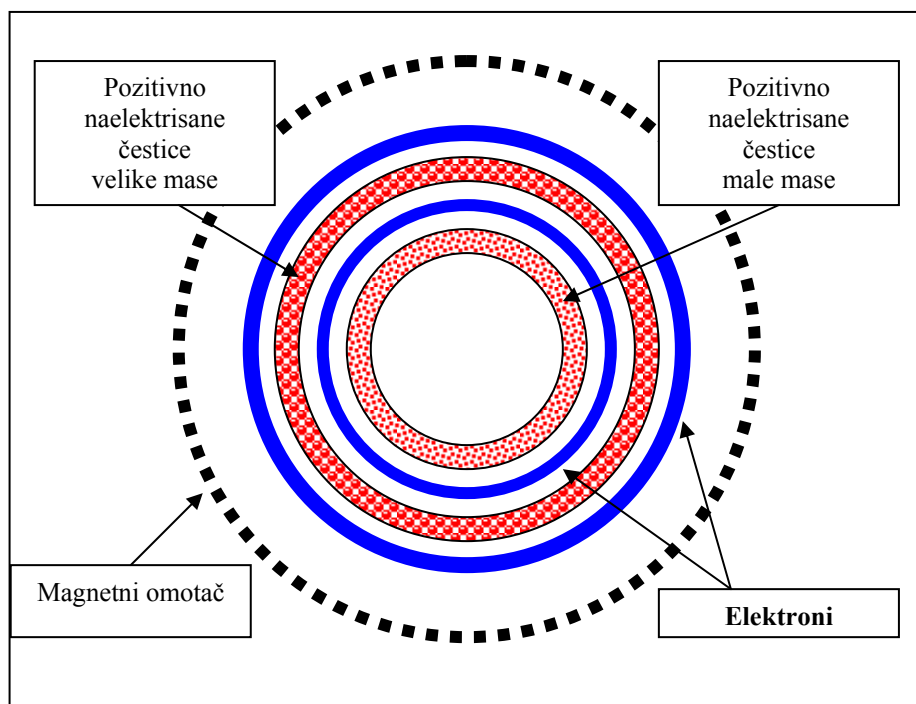 Pozitivno
naelektrisane
čestice
velike mase
Pozitivno
naelektrisane
čestice
male mase
Magnetni omotač
Elektroni